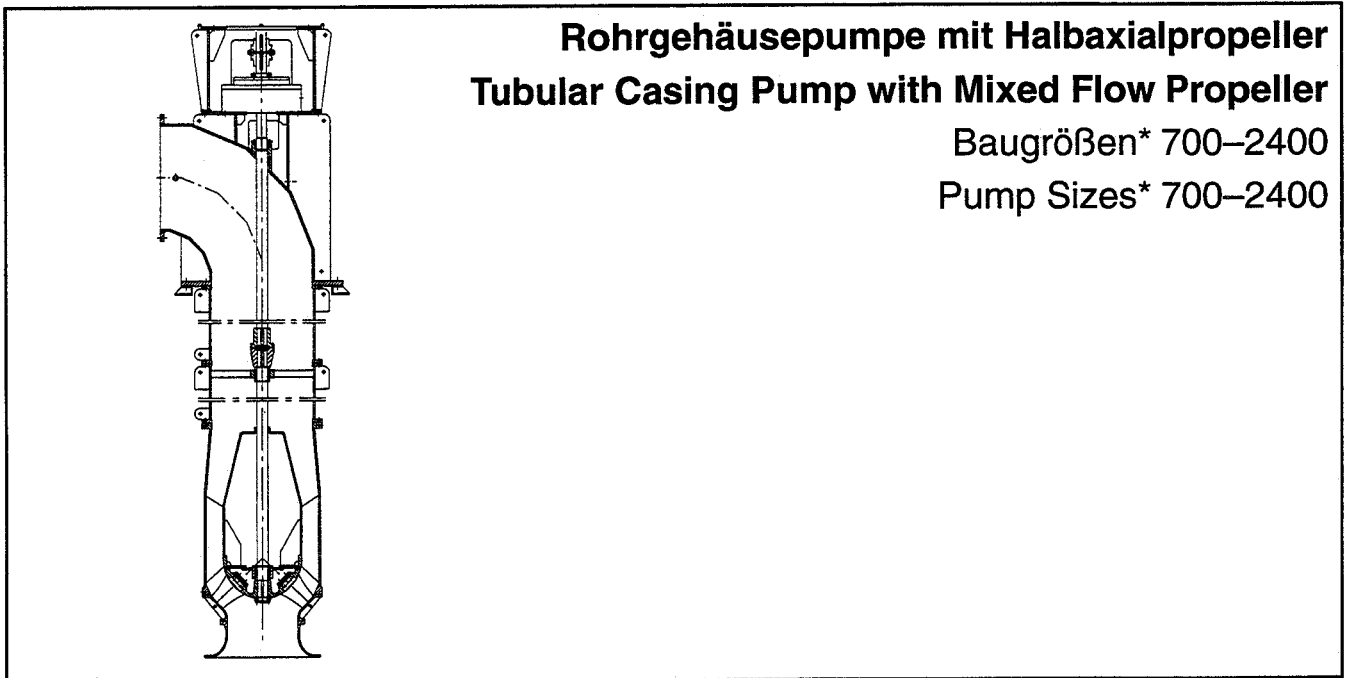 Rohrgehäusepumpe mit Halbaxialpropeller
Tubular Casing Pump with Mixed Flow Propeller
Baugrößen* 700–2400
Pump Sizes* 700–2400